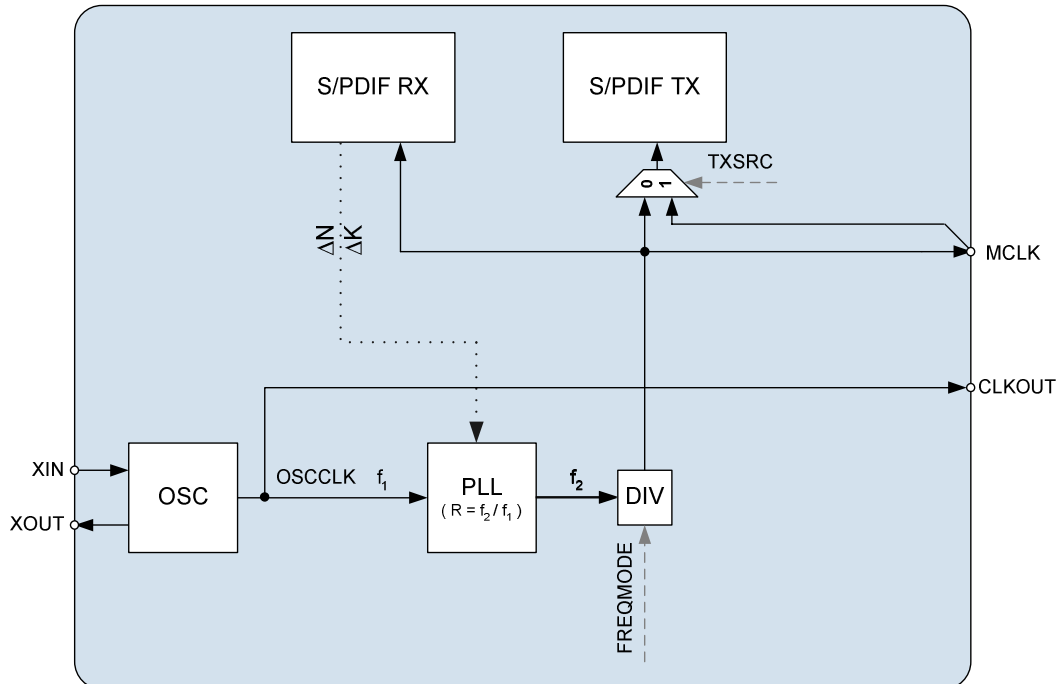 S/PDIF RX
S/PDIF TX
TXSRC
0
1
ΔN
ΔK
MCLK
CLKOUT
XIN
XOUT
OSC
OSCCLK f₁
PLL
( R = f₂ / f₁ )
f₂
DIV
FREQMODE